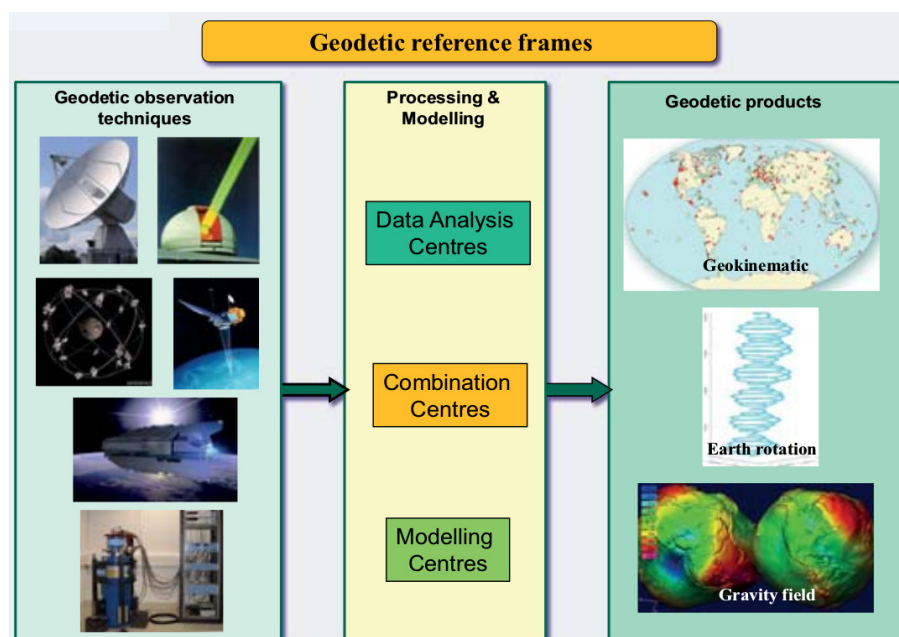 Geodetic reference frames
Geodetic observation
techniques
Processing &
Modelling
Data Analysis
Centres
Combination
Centres
Modelling
Centres
Geodetic products
Geokinematic
Earth rotation
Gravity field